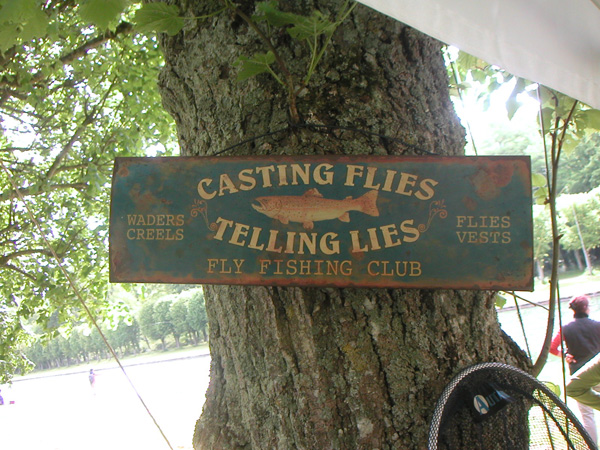 CASTING FLIES
WADERS
CREELS
TELLING LIES
FLIES
VESTS
FLY FISHING CLUB